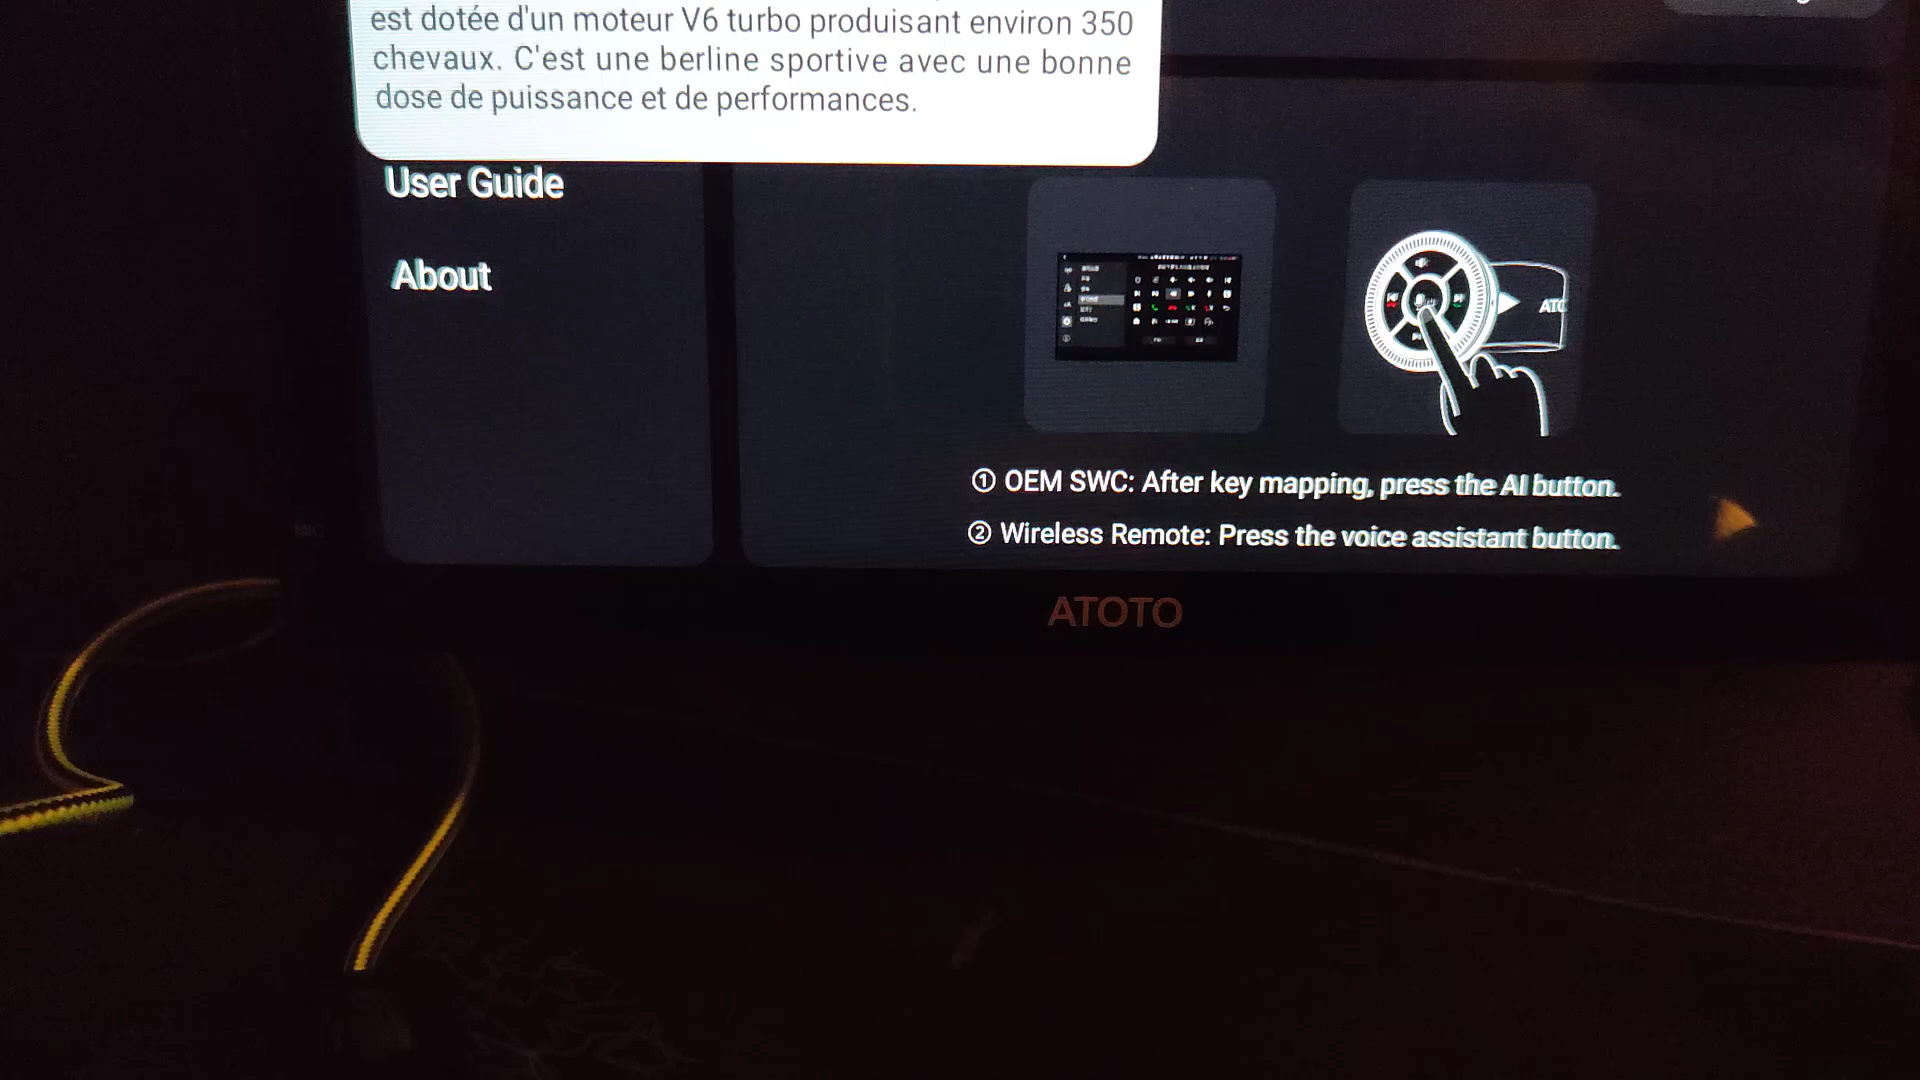 est dotée d'un moteur V6 turbo produisant environ 350
chevaux. C'est une berline sportive avec une bonne
dose de puissance et de performances.
User Guide
About
ATO
① OEM SWC: After key mapping, press the AI button.
② Wireless Remote: Press the voice assistant button.
MIC
ATOTO